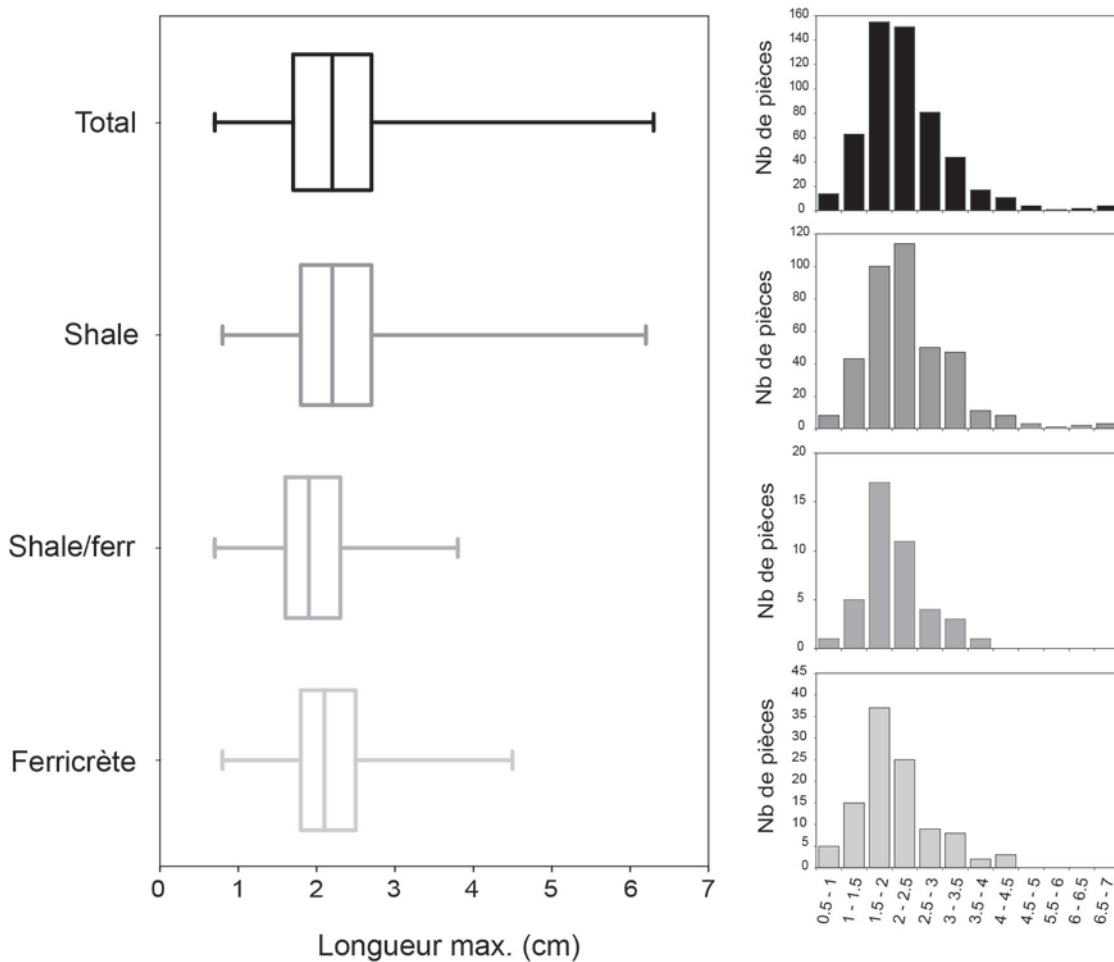 Total
Shale
Shale/ferr
Ferricrète
0 1 2 3 4 5 6 7
Longueur max. (cm)
Nb de pièces
160
140
120
100
80
60
40
20
0
Nb de pièces
120
100
80
60
40
20
0
Nb de pièces
20
15
10
5
0
Nb de pièces
45
40
35
30
25
20
15
10
5
0
0.5 - 1
1 - 1.5
1.5 - 2
2 - 2.5
2.5 - 3
3 - 3.5
3.5 - 4
4 - 4.5
4.5 - 5
5.5 - 6
6 - 6.5
6.5 - 7